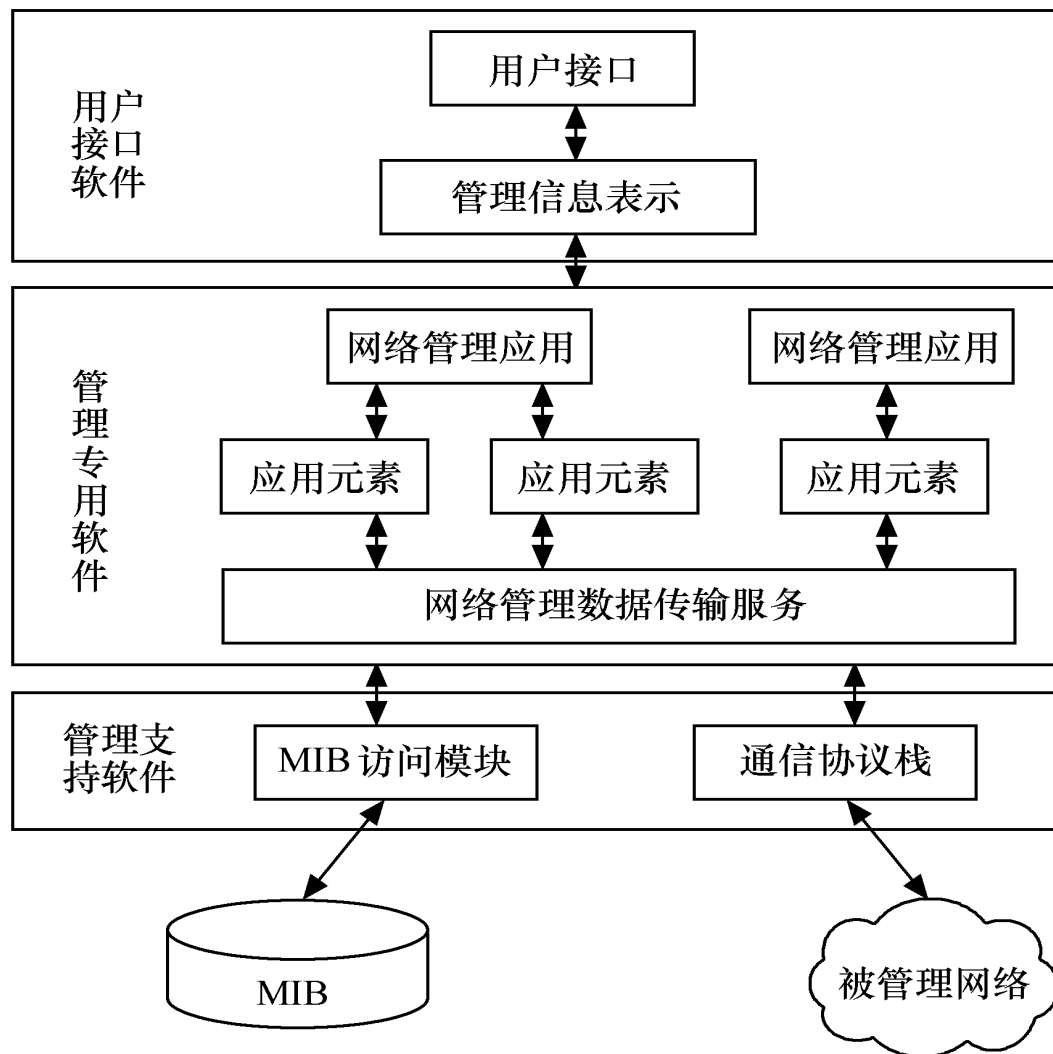 用户
接口
软件
用户接口
管理信息表示
管
理
专
用
软
件
网络管理应用
网络管理应用
应用元素
应用元素
应用元素
网络管理数据传输服务
管理支
持软件
MIB 访问模块
通信协议栈
MIB
被管理网络